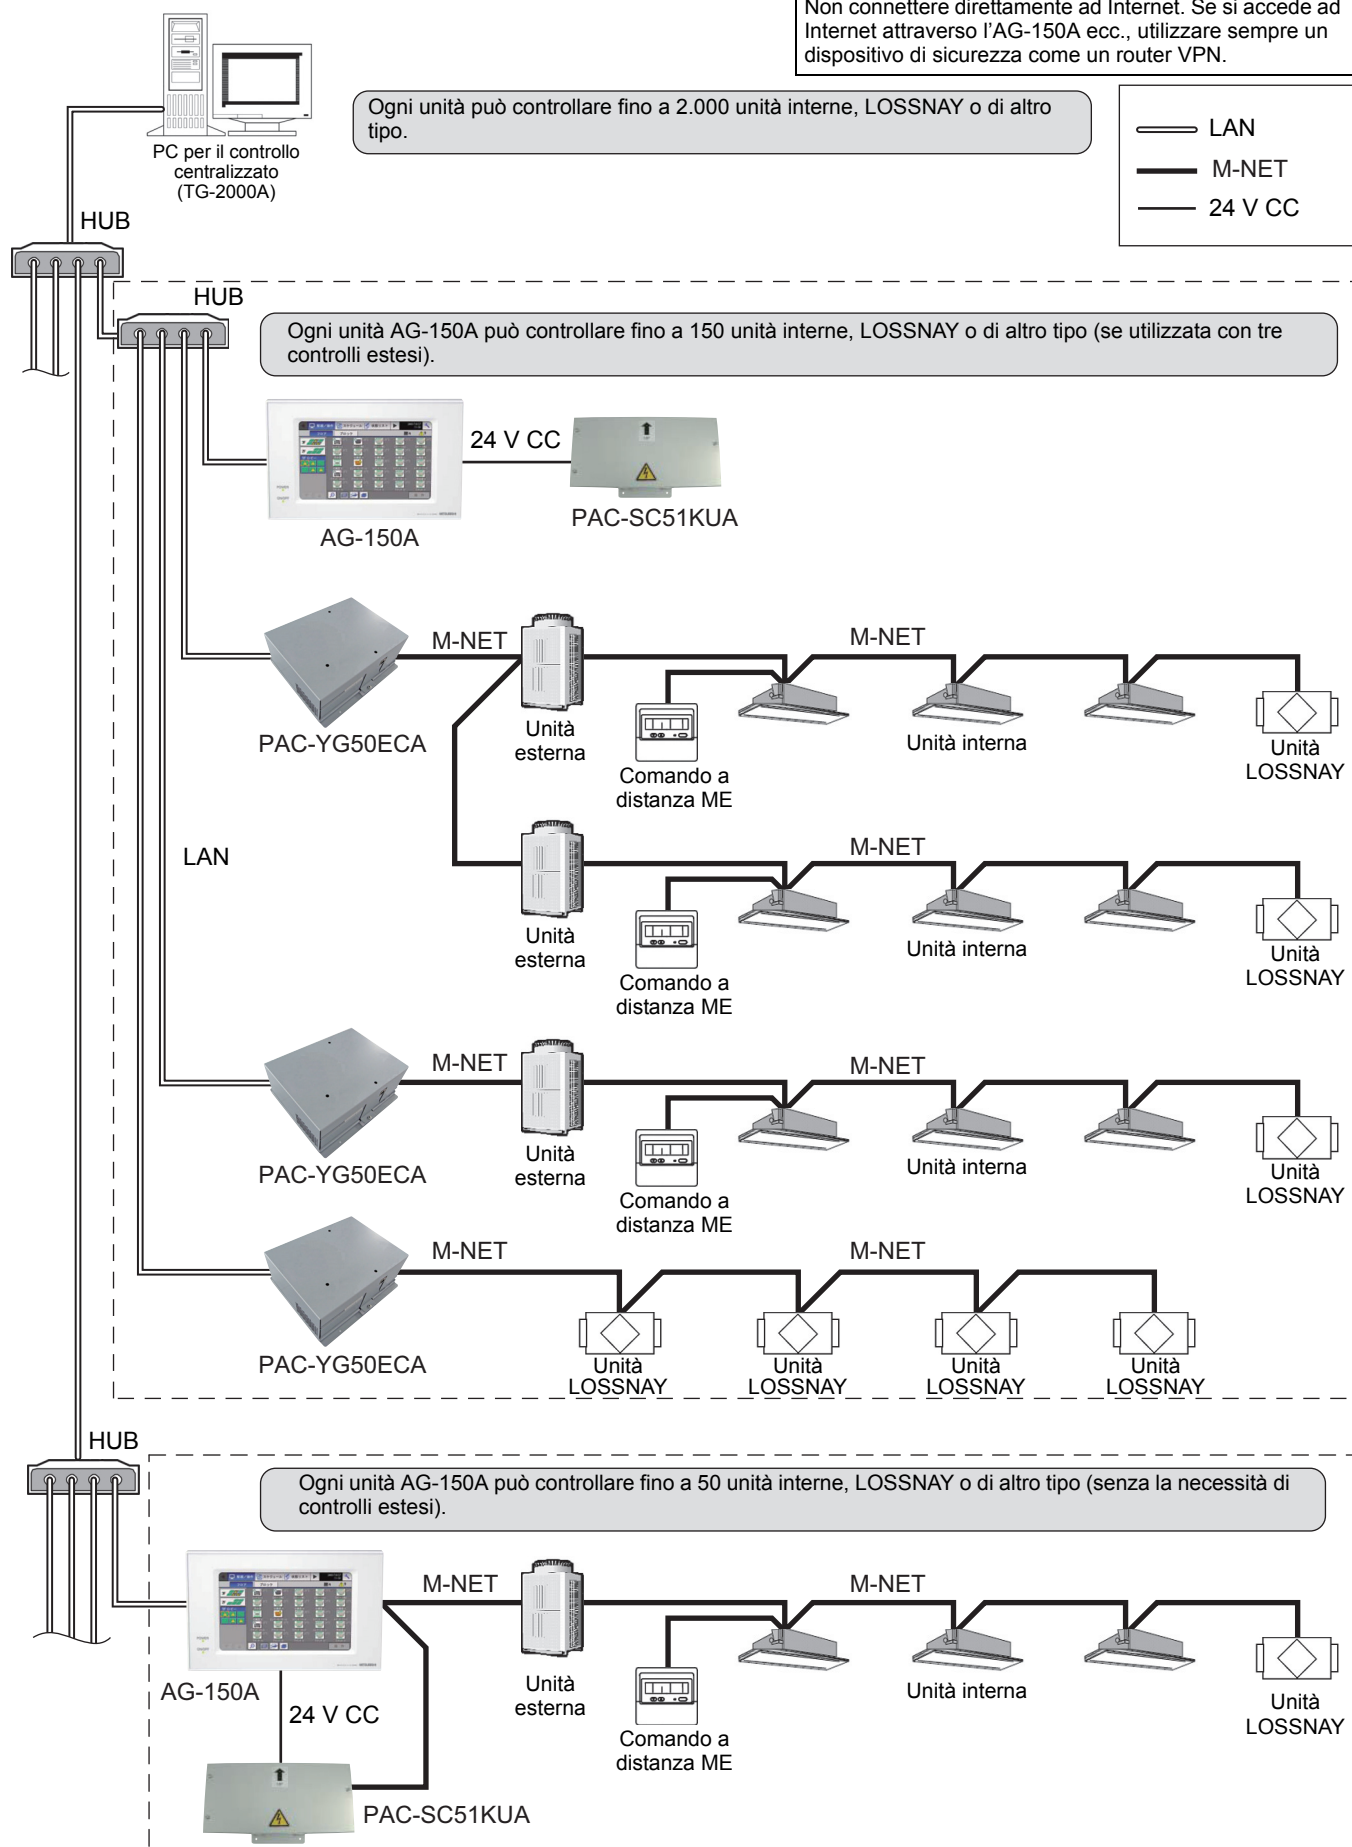 Non connettere direttamente ad Internet. Se si accede ad
Internet attraverso l'AG-150A ecc., utilizzare sempre un
dispositivo di sicurezza come un router VPN.
PC per il controllo
centralizzato
(TG-2000A)
Ogni unità può controllare fino a 2.000 unità interne, LOSSNAY o di altro
tipo.
LAN
M-NET
24 V CC
HUB
HUB
Ogni unità AG-150A può controllare fino a 150 unità interne, LOSSNAY o di altro tipo (se utilizzata con tre
controlli estesi).
24 V CC
AG-150A
PAC-SC51KUA
M-NET
M-NET
PAC-YG50ECA
Unità
esterna
Comando a
distanza ME
Unità interna
Unità
LOSSNAY
LAN
M-NET
Unità
esterna
Comando a
distanza ME
Unità interna
Unità
LOSSNAY
M-NET
M-NET
PAC-YG50ECA
Unità
esterna
Comando a
distanza ME
Unità interna
Unità
LOSSNAY
M-NET
M-NET
PAC-YG50ECA
Unità
LOSSNAY
Unità
LOSSNAY
Unità
LOSSNAY
Unità
LOSSNAY
HUB
Ogni unità AG-150A può controllare fino a 50 unità interne, LOSSNAY o di altro tipo (senza la necessità di
controlli estesi).
M-NET
M-NET
AG-150A
24 V CC
Unità
esterna
Comando a
distanza ME
Unità interna
Unità
LOSSNAY
PAC-SC51KUA